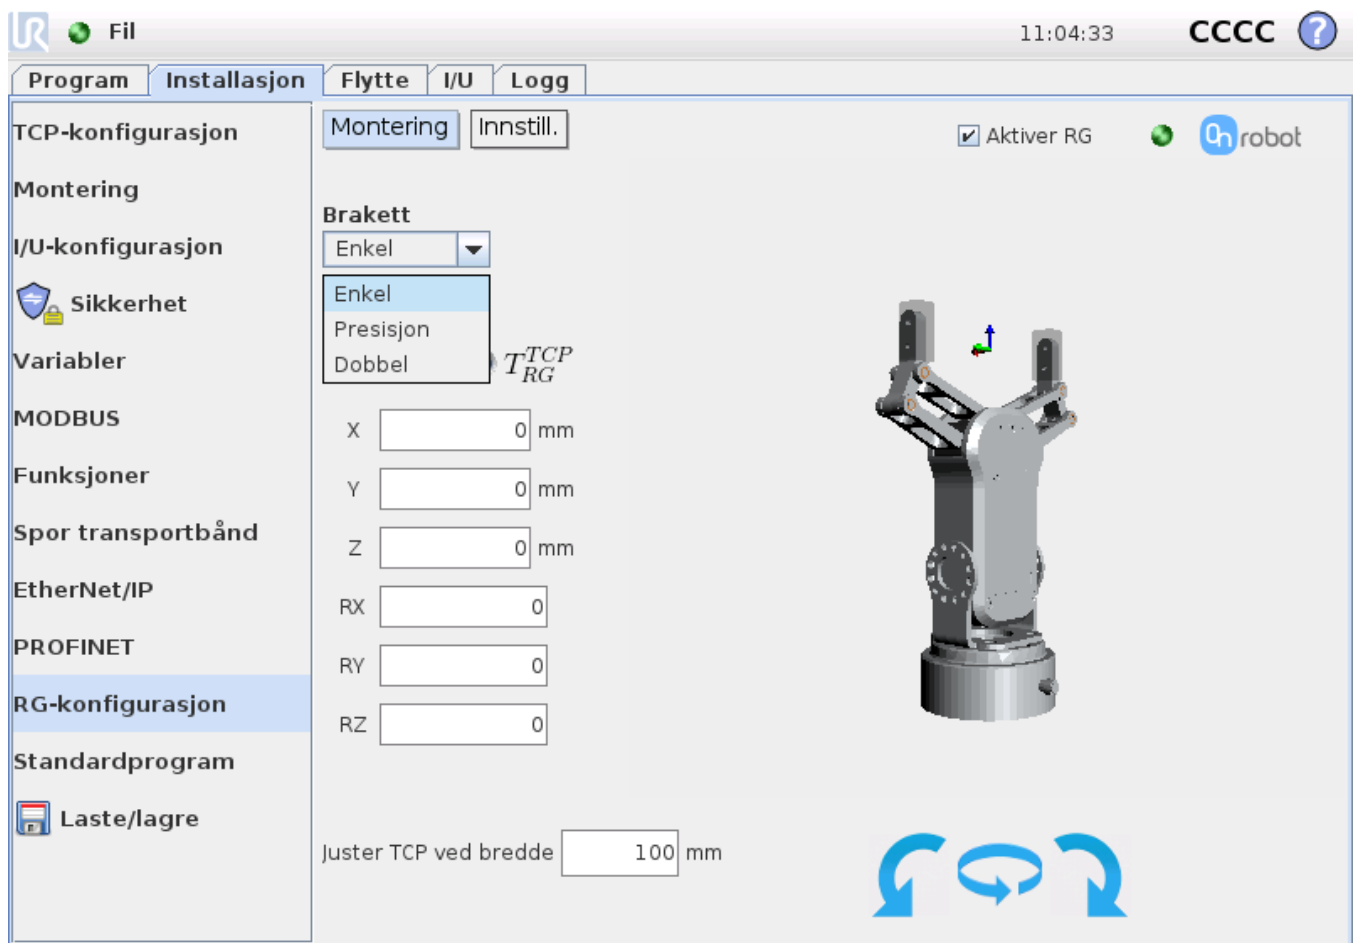 Fil 11:04:33 CCCC ?
Program Installasjon Flytte I/U Logg
TCP-konfigurasjon
Montering
I/U-konfigurasjon
Sikkerhet
Variabler
MODBUS
Funksjoner
Spor transportbånd
EtherNet/IP
PROFINET
RG-konfigurasjon
Standardprogram
Laste/lagre
Montering Innstill.
Aktiver RG
On robot
Brakett
Enkel
Enkel
Presisjon
Dobbel
T_RG^TCP
X 0 mm
Y 0 mm
Z 0 mm
RX 0
RY 0
RZ 0
Juster TCP ved bredde 100 mm